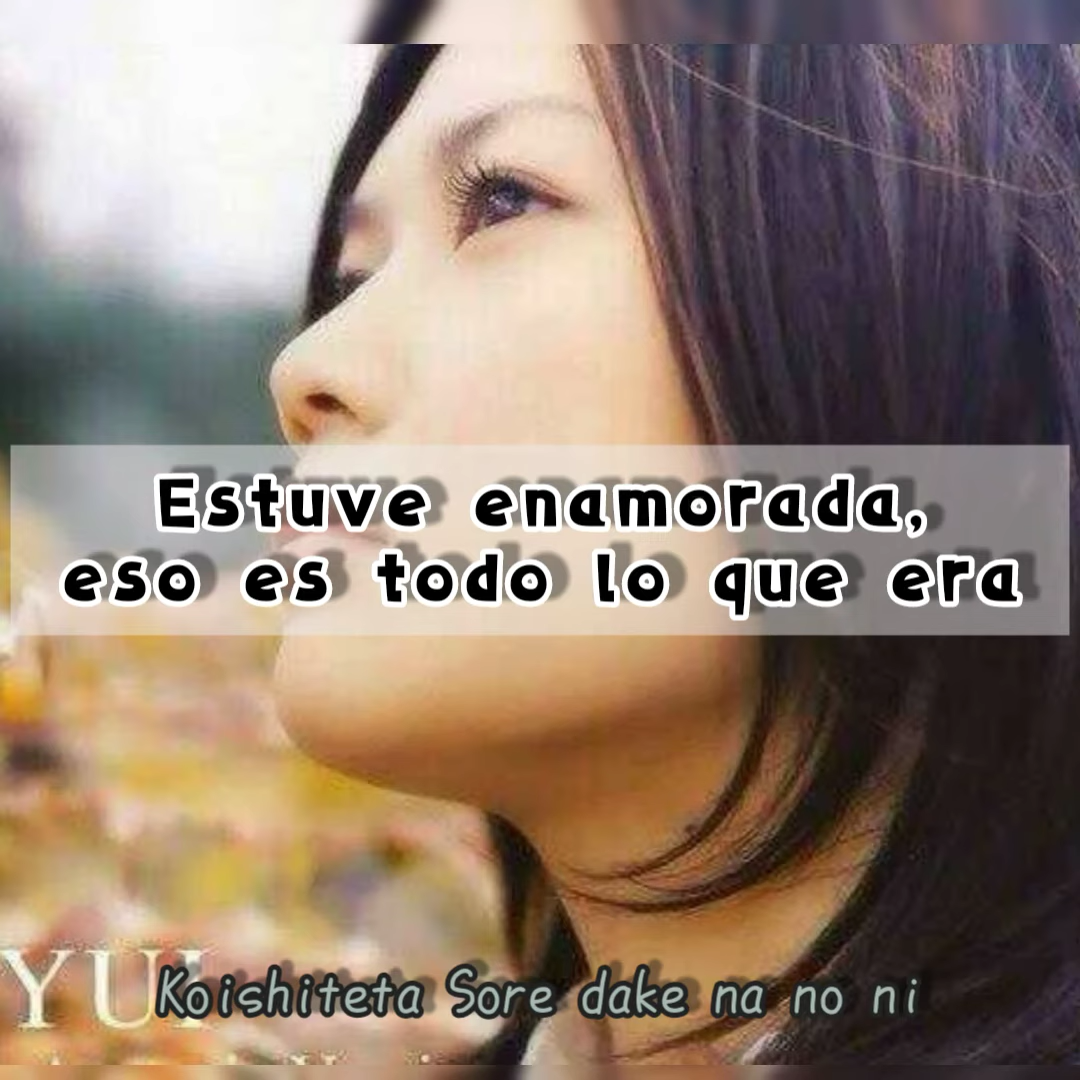 Estuve enamorada,
eso es todo lo que era
YUI
Koishiteta Sore dake na no ni